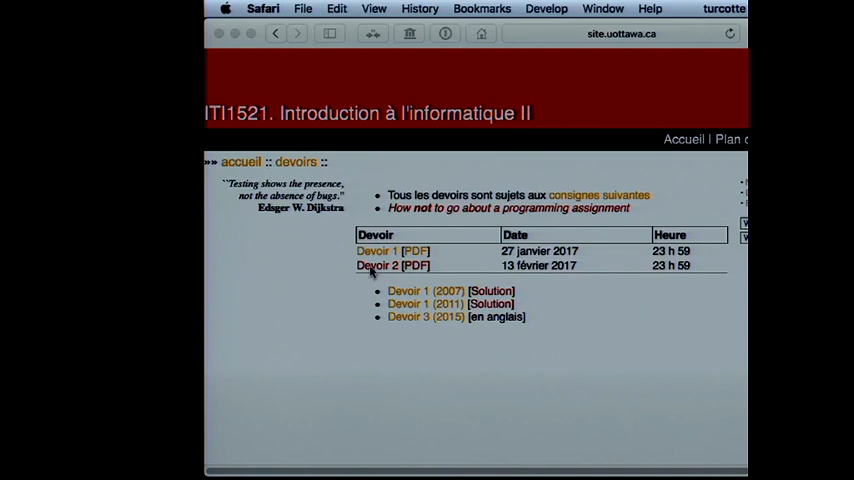 Safari File Edit View History Bookmarks Develop Window Help turcotte
site.uottawa.ca
ITI1521. Introduction à l'informatique II
Accueil | Plan
»» accueil :: devoirs ::
``Testing shows the presence,
not the absence of bugs.''
Edsger W. Dijkstra
• Tous les devoirs sont sujets aux consignes suivantes
• How not to go about a programming assignment
Devoir Date Heure
Devoir 1 [PDF] 27 janvier 2017 23 h 59
Devoir 2 [PDF] 13 février 2017 23 h 59
• Devoir 1 (2007) [Solution]
• Devoir 1 (2011) [Solution]
• Devoir 3 (2015) [en anglais]